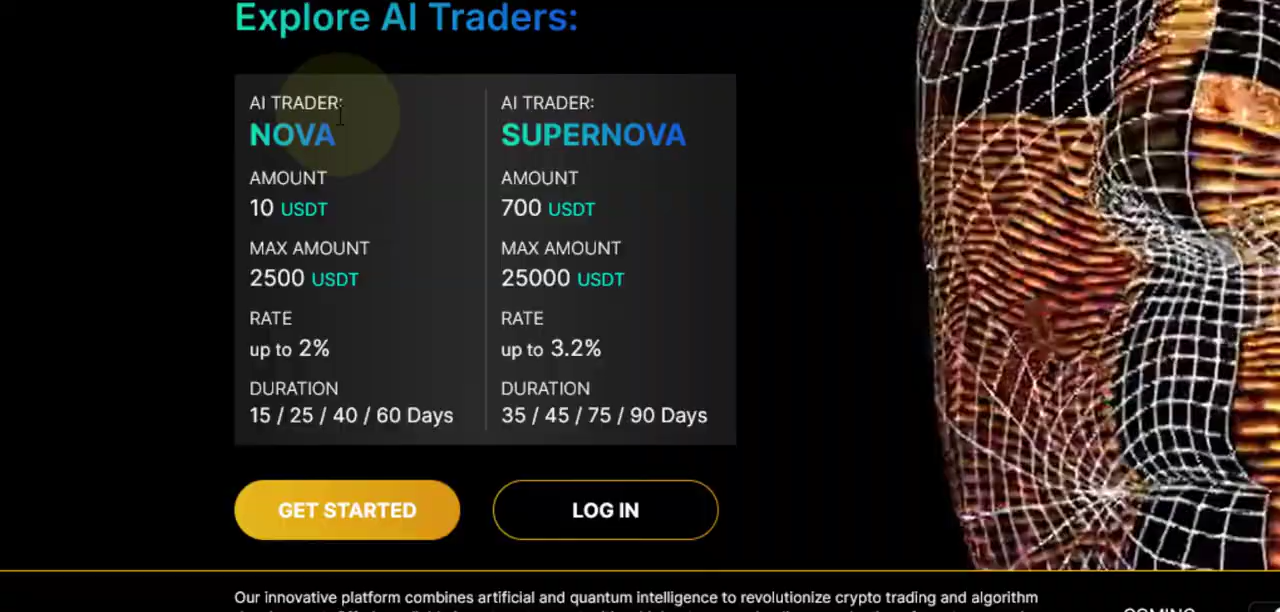 Explore AI Traders:
AI TRADER:
NOVA
AMOUNT
10 USDT
MAX AMOUNT
2500 USDT
RATE
up to 2%
DURATION
15 / 25 / 40 / 60 Days
AI TRADER:
SUPERNOVA
AMOUNT
700 USDT
MAX AMOUNT
25000 USDT
RATE
up to 3.2%
DURATION
35 / 45 / 75 / 90 Days
GET STARTED
LOG IN
Our innovative platform combines artificial and quantum intelligence to revolutionize crypto trading and algorithm
COMING